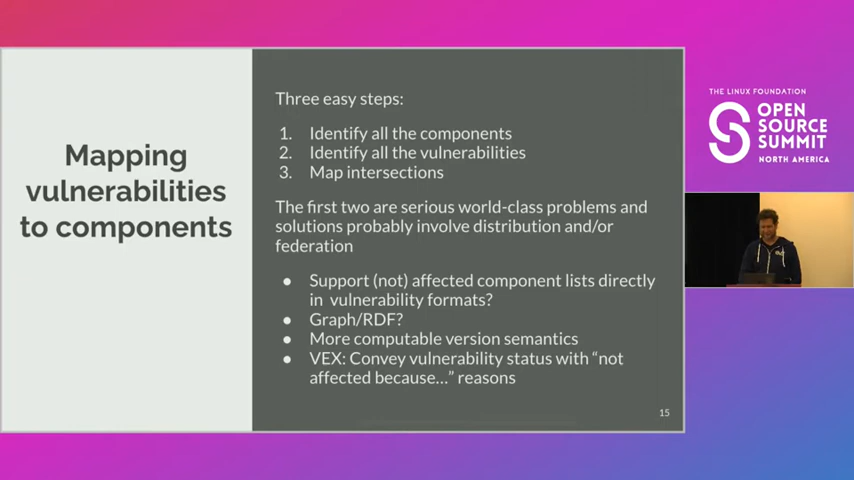 Mapping
vulnerabilities
to components
Three easy steps:
1. Identify all the components
2. Identify all the vulnerabilities
3. Map intersections
The first two are serious world-class problems and
solutions probably involve distribution and/or
federation
● Support (not) affected component lists directly
in vulnerability formats?
● Graph/RDF?
● More computable version semantics
● VEX: Convey vulnerability status with “not
affected because…” reasons
15
THE LINUX FOUNDATION
OPEN
SOURCE
SUMMIT
NORTH AMERICA